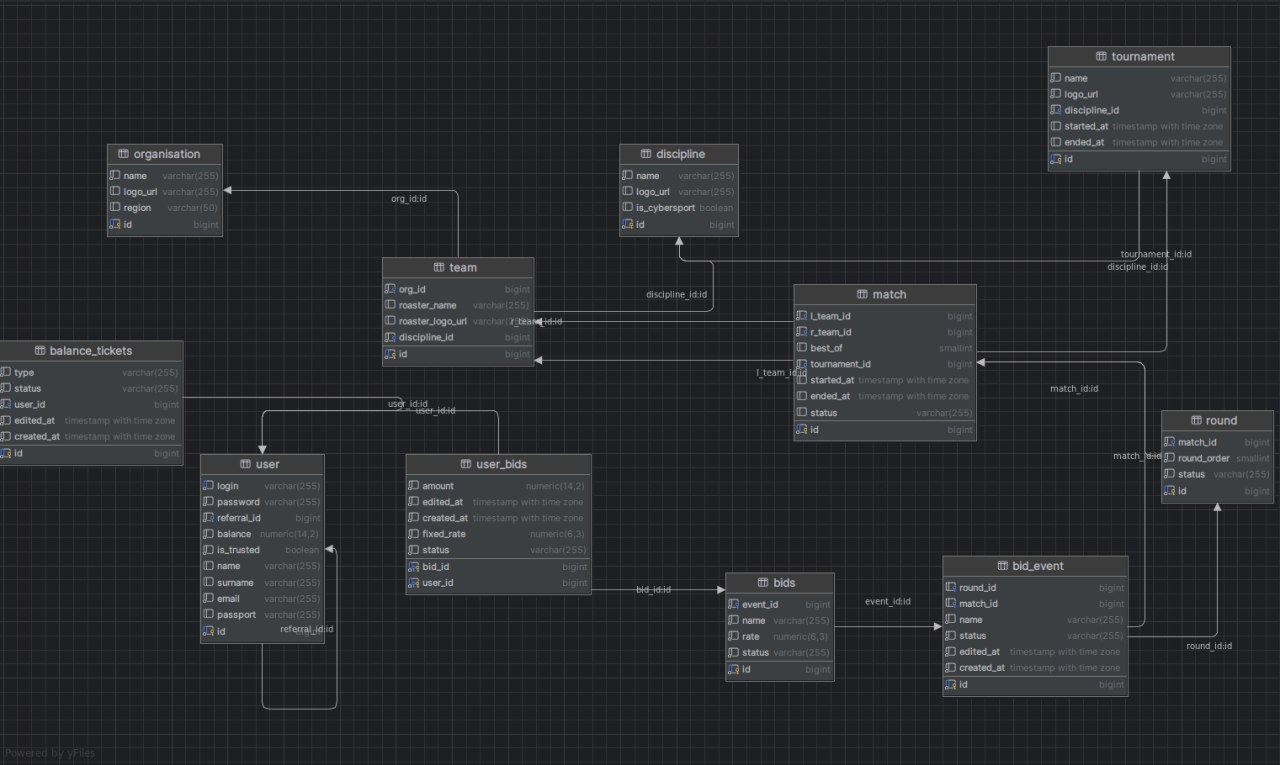 tournament
name varchar(255)
logo_url varchar(255)
discipline_id bigint
started_at timestamp with time zone
ended_at timestamp with time zone
id bigint
organisation
name varchar(255)
logo_url varchar(255)
region varchar(50)
id bigint
discipline
name varchar(255)
logo_url varchar(255)
is_cybersport boolean
id bigint
org_id:id
tournament_id:id
discipline_id:id
team
org_id bigint
roaster_name varchar(255)
roaster_logo_url
discipline_id bigint
id bigint
discipline_id:id
r_team_id:id
l_team_id:id
match
l_team_id bigint
r_team_id bigint
best_of smallint
tournament_id bigint
started_at timestamp with time zone
ended_at timestamp with time zone
status varchar(255)
id bigint
balance_tickets
type varchar(255)
status varchar(255)
user_id bigint
edited_at timestamp with time zone
created_at timestamp with time zone
id bigint
user_id:id
user_id:id
match_id:id
match_id:id
round
match_id bigint
round_order smallint
status varchar(255)
id bigint
user
login varchar(255)
password varchar(255)
referral_id bigint
balance numeric(14,2)
is_trusted boolean
name varchar(255)
surname varchar(255)
email varchar(255)
passport varchar(255)
id
referral_id:id
user_bids
amount numeric(14,2)
edited_at timestamp with time zone
created_at timestamp with time zone
fixed_rate numeric(6,3)
status varchar(255)
bid_id bigint
user_id bigint
bid_id:id
bids
event_id bigint
name varchar(255)
rate numeric(6,3)
status varchar(255)
id bigint
event_id:id
bid_event
round_id bigint
match_id bigint
name varchar(255)
status varchar(255)
edited_at timestamp with time zone
created_at timestamp with time zone
id bigint
round_id:id
Powered by yFiles